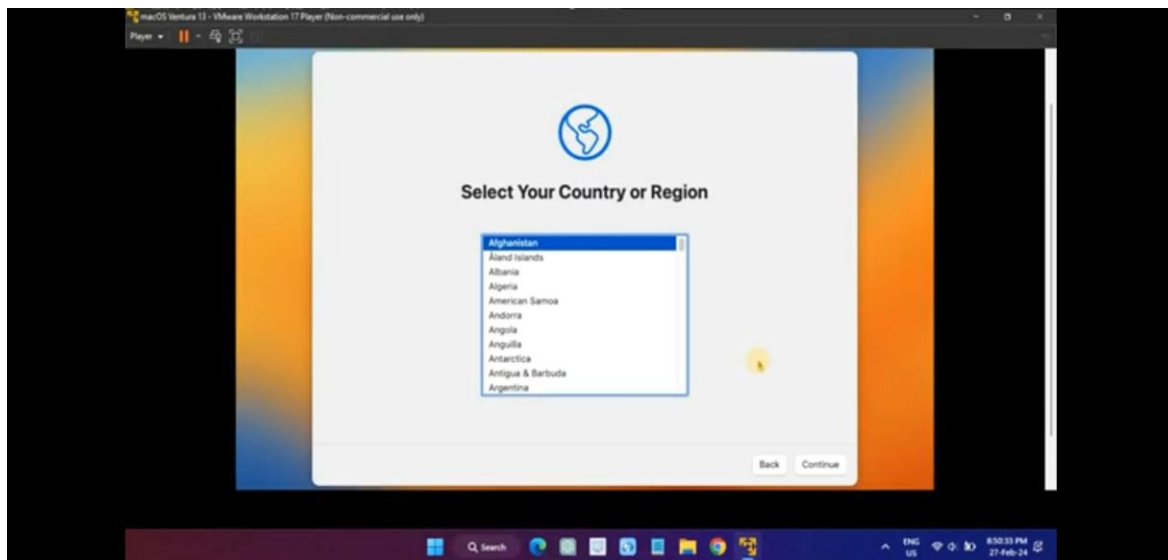 macOS Ventura 13 - VMware Workstation 17 Player (Non-commercial use only)
Player
Select Your Country or Region
Afghanistan
Åland Islands
Albania
Algeria
American Samoa
Andorra
Angola
Anguilla
Antarctica
Antigua & Barbuda
Argentina
Back
Continue
Search
ENG
US
8:50:33 PM
27-Feb-24